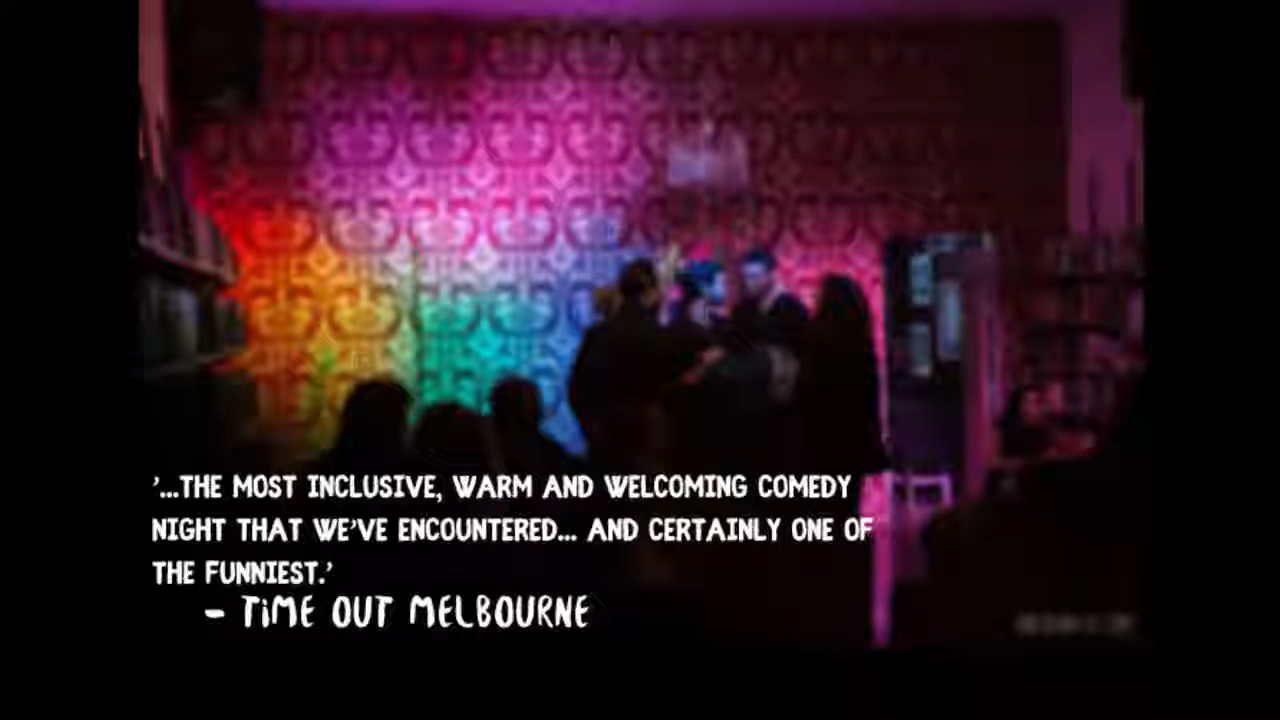 '...THE MOST INCLUSIVE, WARM AND WELCOMING COMEDY
NIGHT THAT WE'VE ENCOUNTERED... AND CERTAINLY ONE OF
THE FUNNIEST.'
- TIME OUT MELBOURNE